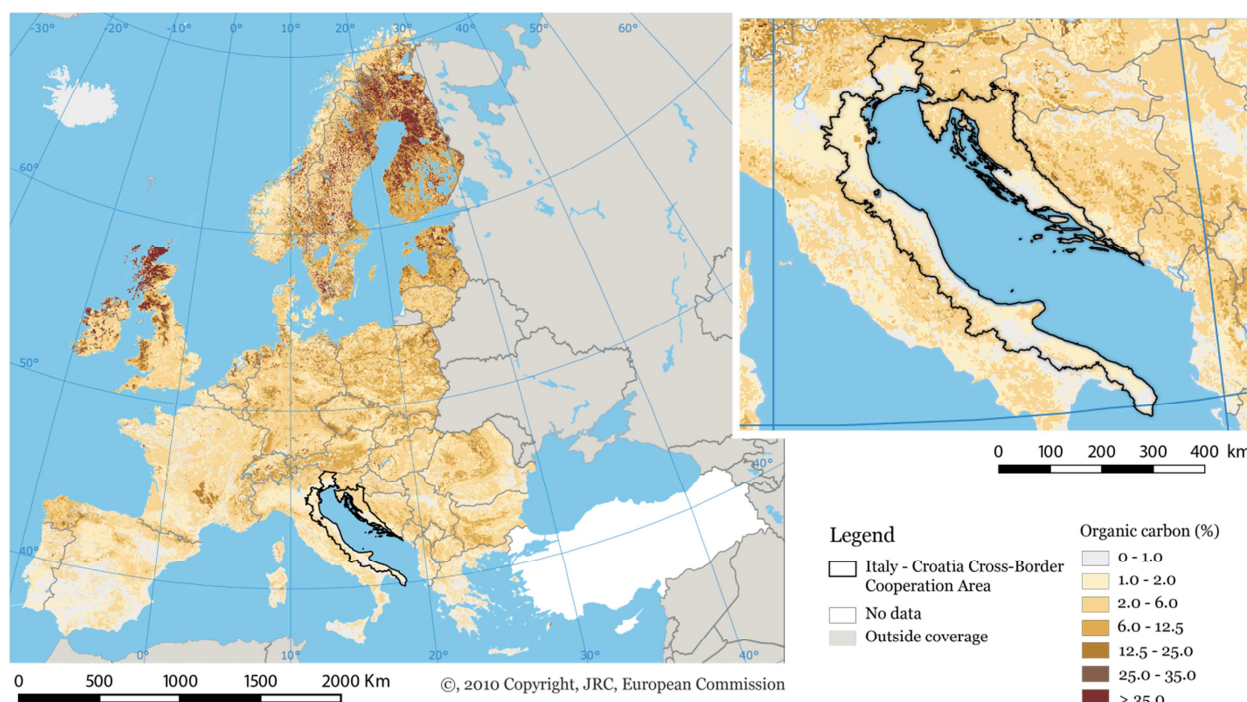 -30° -20° -10° 0° 10° 20° 30° 60°
60°
50°
40°
40°
0° 10° 20° 30° 40°
0 500 1000 1500 2000 Km
©, 2010 Copyright, JRC, European Commission
0 100 200 300 400 km
Legend
Italy - Croatia Cross-Border
Cooperation Area
No data
Outside coverage
Organic carbon (%)
0 - 1.0
1.0 - 2.0
2.0 - 6.0
6.0 - 12.5
12.5 - 25.0
25.0 - 35.0
> 35.0